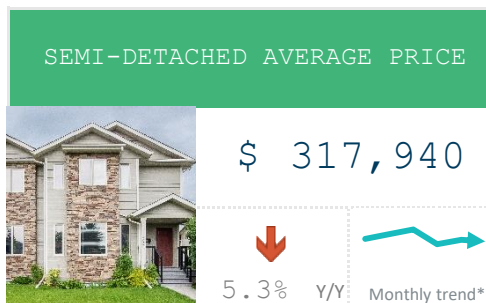 SEMI-DETACHED AVERAGE PRICE
$ 317,940
5.3% Y/Y
Monthly trend*